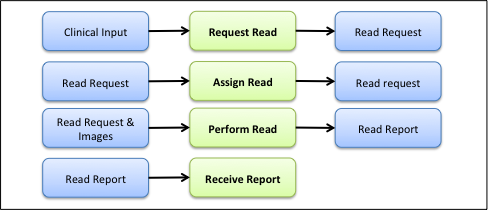 Clinical Input
Request Read
Read Request
Read Request
Assign Read
Read request
Read Request &
Images
Perform Read
Read Report
Read Report
Receive Report